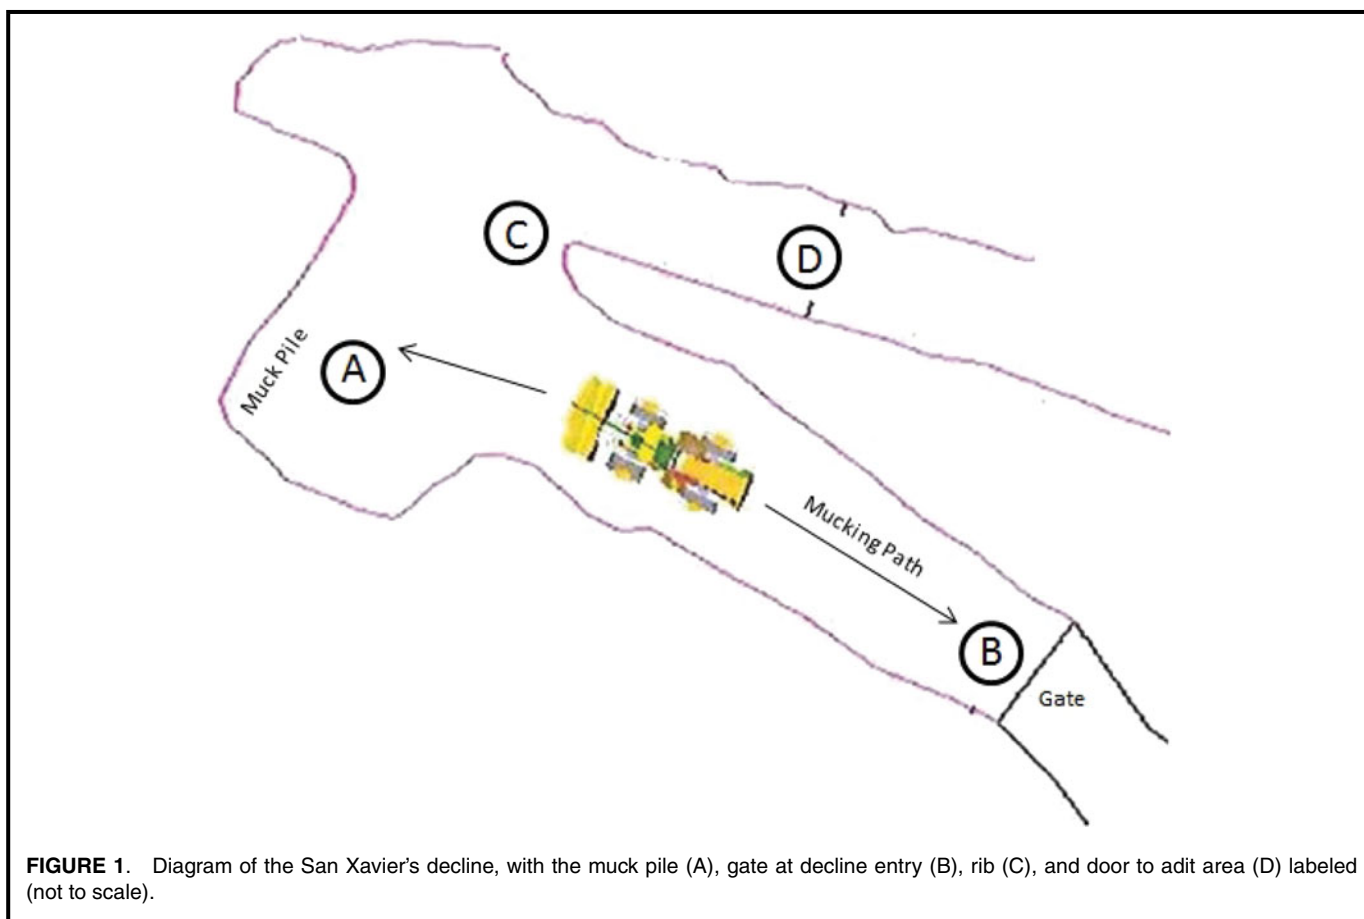 C
D
Muck Pile
A
Mucking Path
B
Gate
FIGURE 1. Diagram of the San Xavier's decline, with the muck pile (A), gate at decline entry (B), rib (C), and door to adit area (D) labeled
(not to scale).